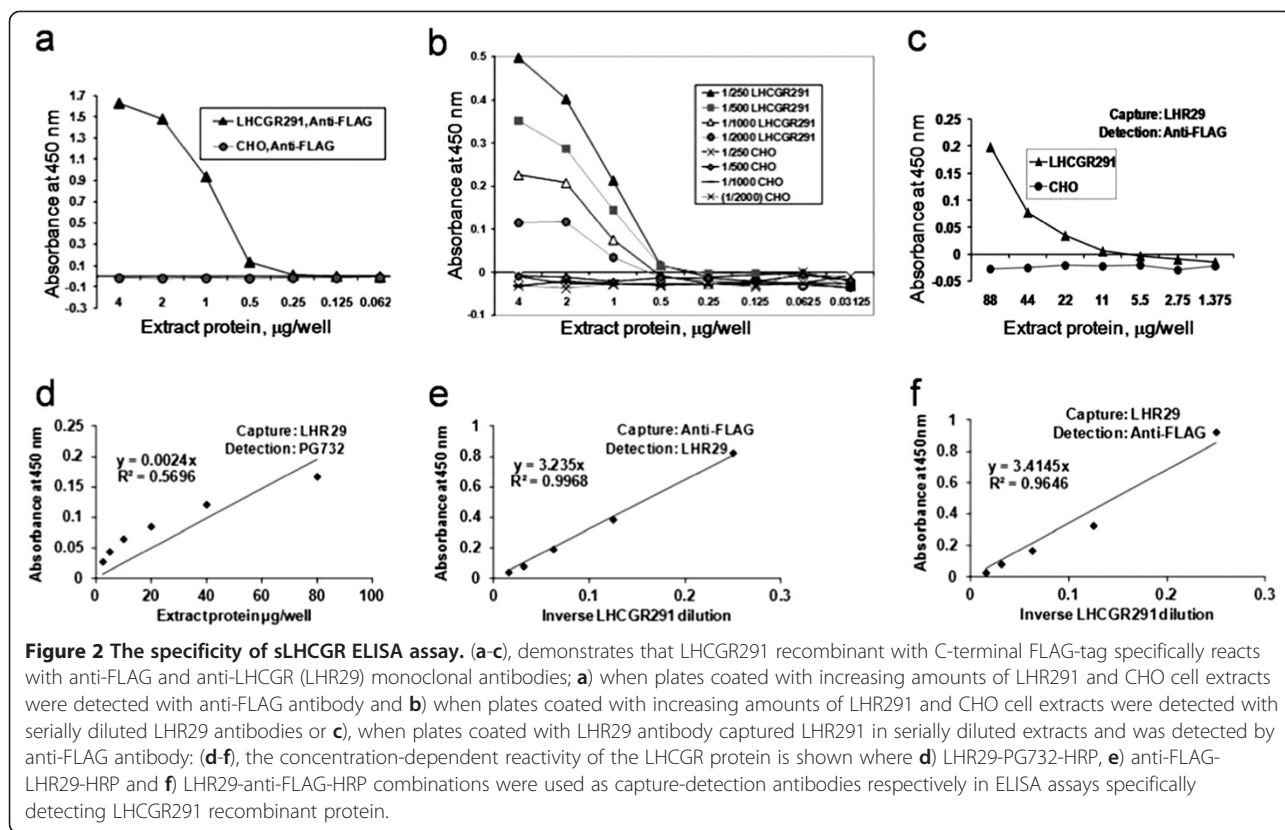 a
1.7
1.5
1.3
1.1
0.9
0.7
0.5
0.3
0.1
-0.1
-0.3
Absorbance at 450 nm
LHCGR291,Anti-FLAG
CHO,Anti-FLAG
4 2 1 0.5 0.25 0.125 0.062
Extract protein, μg/well
b
0.5
0.4
0.3
0.2
0.1
0
-0.1
Absorbance at 450 nm
1/250 LHCGR291
1/500 LHCGR291
1/1000 LHCGR291
1/2000 LHCGR291
1/250 CHO
1/500 CHO
1/1000 CHO
(1/2000) CHO
4 2 1 0.5 0.25 0.125 0.0625 0.03125
Extract protein, μg/well
c
Capture: LHR29
Detection: Anti-FLAG
0.25
0.2
0.15
0.1
0.05
0
-0.05
Absorbance at 450 nm
LHCGR291
CHO
88 44 22 11 5.5 2.75 1.375
Extract protein, μg/well
d
Capture: LHR29
Detection: PG732
y = 0.0024x
R² = 0.5696
0.25
0.2
0.15
0.1
0.05
0
Absorbance at 450 nm
0 20 40 60 80 100
Extract protein μg/well
e
Capture: Anti-FLAG
Detection: LHR29
y = 3.235x
R² = 0.9968
1
0.8
0.6
0.4
0.2
0
Absorbance at 450 nm
0 0.1 0.2 0.3
Inverse LHCGR291 dilution
f
Capture: LHR29
Detection: Anti-FLAG
y = 3.4145x
R² = 0.9646
1
0.8
0.6
0.4
0.2
0
Absorbance at 450nm
0 0.1 0.2 0.3
Inverse LHCGR291 dilution
Figure 2 The specificity of sLHCGR ELISA assay. (a-c), demonstrates that LHCGR291 recombinant with C-terminal FLAG-tag specifically reacts
with anti-FLAG and anti-LHCGR (LHR29) monoclonal antibodies; a) when plates coated with increasing amounts of LHR291 and CHO cell extracts
were detected with anti-FLAG antibody and b) when plates coated with increasing amounts of LHR291 and CHO cell extracts were detected with
serially diluted LHR29 antibodies or c), when plates coated with LHR29 antibody captured LHR291 in serially diluted extracts and was detected by
anti-FLAG antibody: (d-f), the concentration-dependent reactivity of the LHCGR protein is shown where d) LHR29-PG732-HRP, e) anti-FLAG-
LHR29-HRP and f) LHR29-anti-FLAG-HRP combinations were used as capture-detection antibodies respectively in ELISA assays specifically
detecting LHCGR291 recombinant protein.